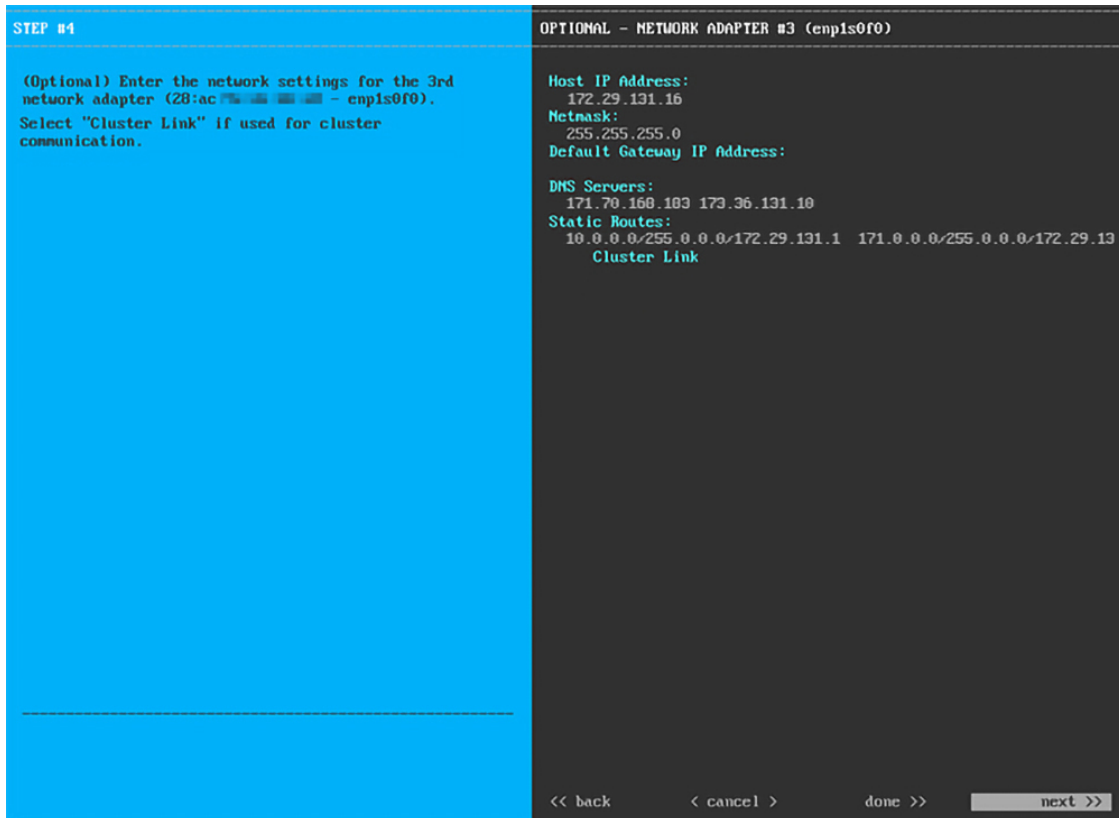 STEP #4
(Optional) Enter the network settings for the 3rd
network adapter (28:ac - enp1s0f0).
Select "Cluster Link" if used for cluster
communication.
OPTIONAL - NETWORK ADAPTER #3 (enp1s0f0)
Host IP Address:
172.29.131.16
Netmask:
255.255.255.0
Default Gateway IP Address:
DNS Servers:
171.70.168.183 173.36.131.10
Static Routes:
10.0.0.0/255.0.0.0/172.29.131.1 171.0.0.0/255.0.0.0/172.29.13
Cluster Link
<< back < cancel > done >> next >>